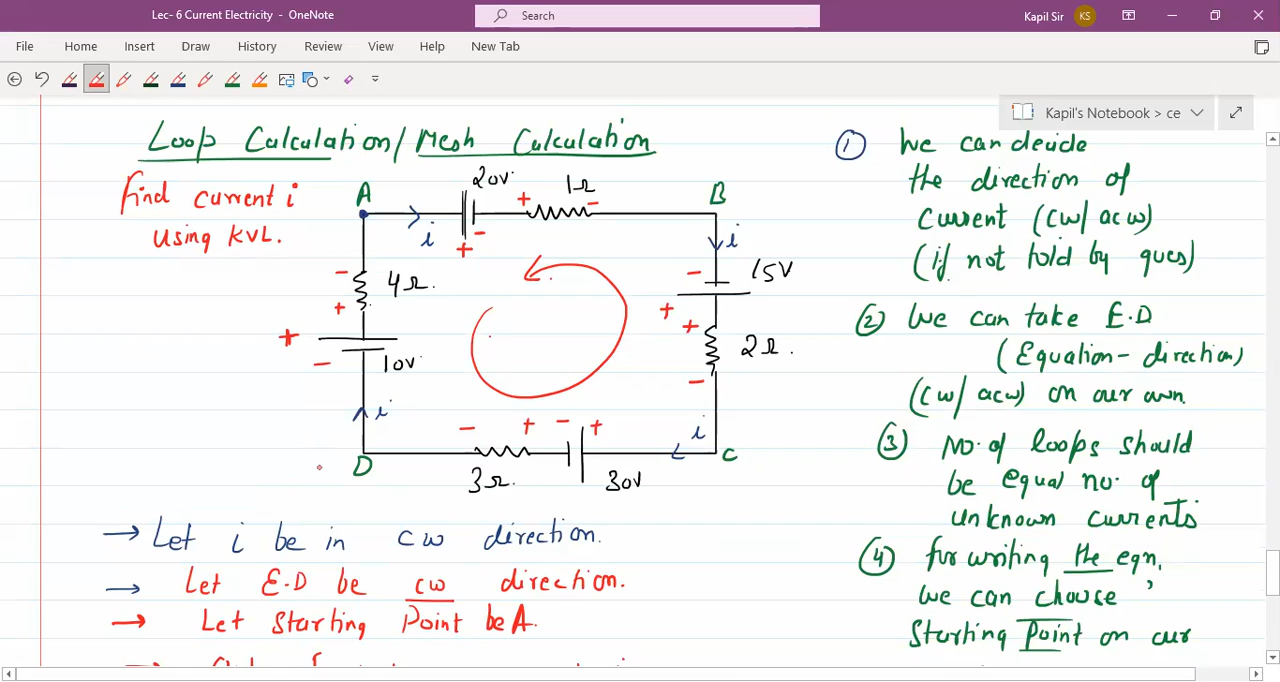 Lec- 6 Current Electricity - OneNote
Search
Kapil Sir
KS
File Home Insert Draw History Review View Help New Tab
Kapil's Notebook > ce
Loop Calculation/Mesh Calculation
find current i
using KVL.
A
20v
1Ω
B
+ -
i
+ -
i
- 4Ω
+
- 15V
+
+ 2Ω
-
+
- 10v
i
- + - +
i
D
3Ω
30V
C
→ Let i be in cw direction.
→ Let E.D be cw direction.
→ Let starting Point be A.
① We can decide
the direction of
current (cw/acw)
(if not told by ques)
② We can take E.D
(Equation-direction)
(cw/acw) on our own
③ No. of loops should
be equal no. of
unknown currents
④ for writing the eqn,
we can choose
starting Point on our